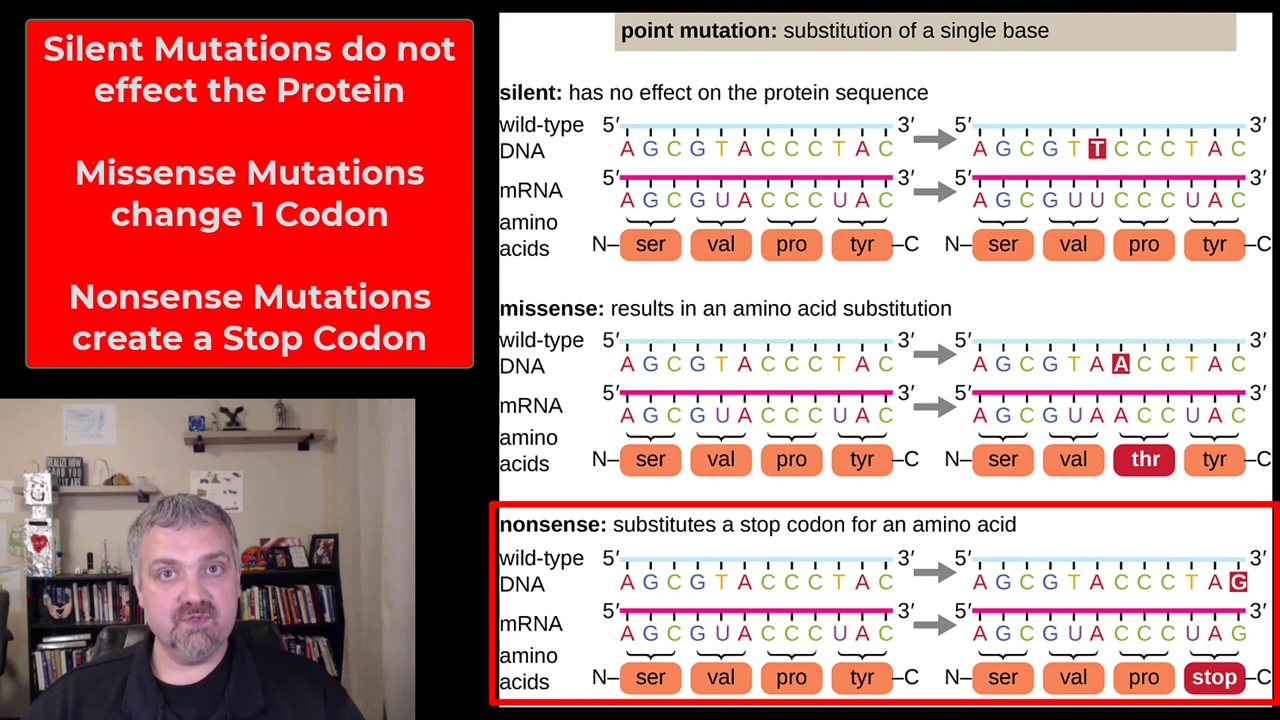 Silent Mutations do not
effect the Protein
Missense Mutations
change 1 Codon
Nonsense Mutations
create a Stop Codon
point mutation: substitution of a single base
silent: has no effect on the protein sequence
wild-type DNA 5′ 3′ 5′ 3′
A G C G T A C C C T A C A G C G T T C C C T A C
mRNA 5′ 3′ 5′ 3′
A G C G U A C C C U A C A G C G U U C C C U A C
amino acids N– ser val pro tyr –C N– ser val pro tyr –C
missense: results in an amino acid substitution
wild-type DNA 5′ 3′ 5′ 3′
A G C G T A C C C T A C A G C G T A A C C T A C
mRNA 5′ 3′ 5′ 3′
A G C G U A C C C U A C A G C G U A A C C U A C
amino acids N– ser val pro tyr –C N– ser val thr tyr –C
nonsense: substitutes a stop codon for an amino acid
wild-type DNA 5′ 3′ 5′ 3′
A G C G T A C C C T A C A G C G T A C C C T A G
mRNA 5′ 3′ 5′ 3′
A G C G U A C C C U A C A G C G U A C C C U A G
amino acids N– ser val pro tyr –C N– ser val pro stop –C
REALIZE HOW
GOOD YOU